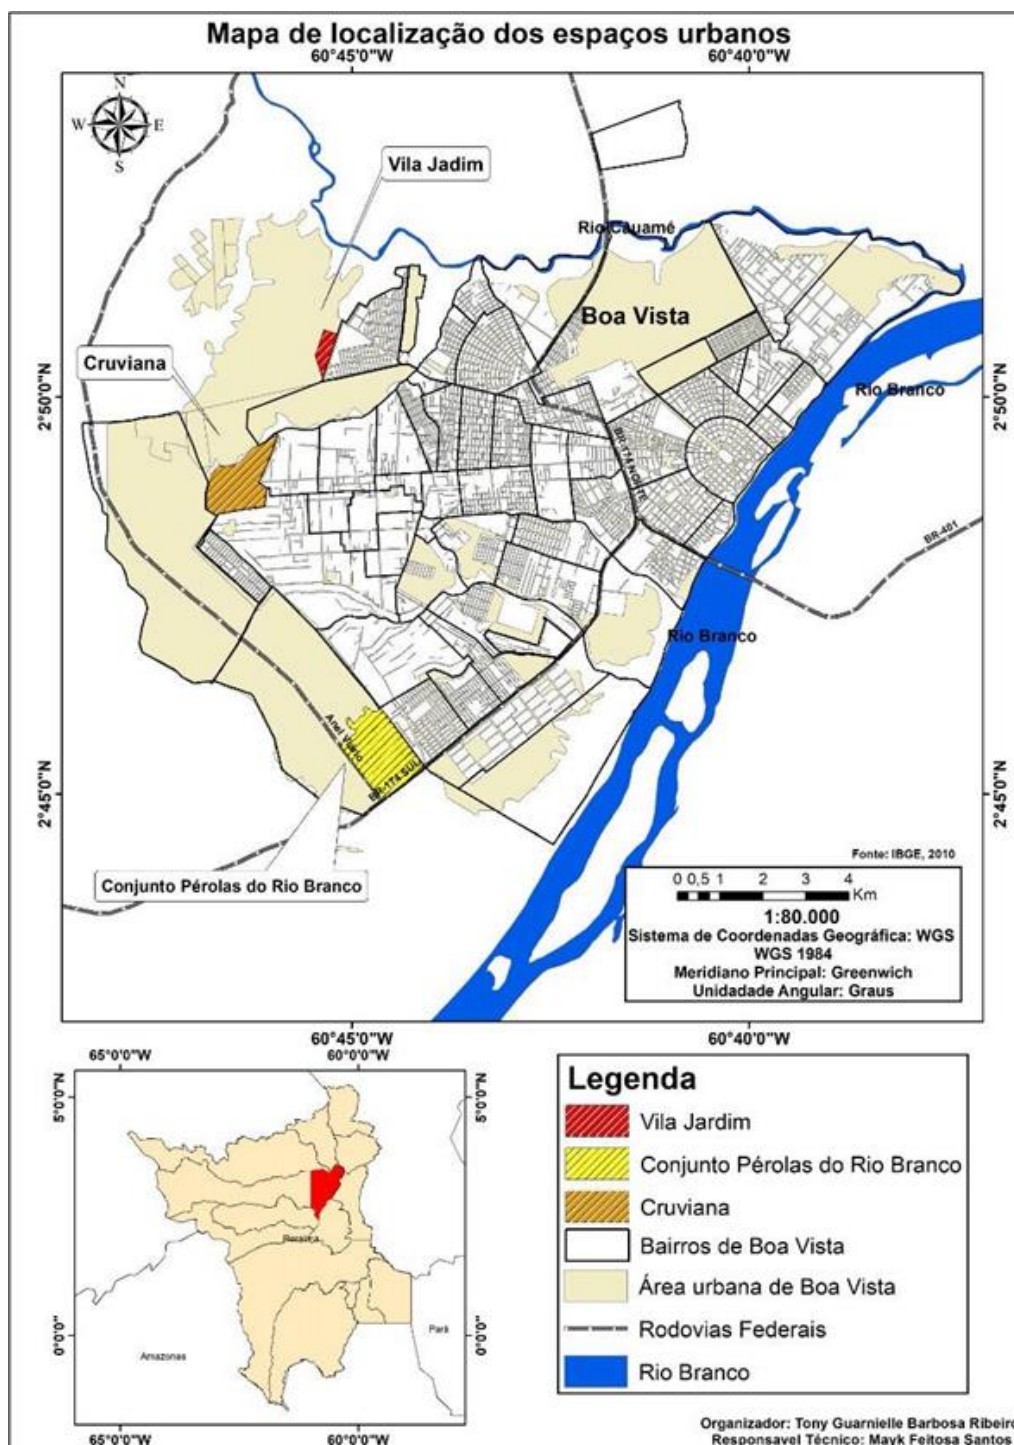 Mapa de localização dos espaços urbanos
60°45'0"W
60°40'0"W
N
W
E
S
Vila Jadim
Rio Cauamé
Boa Vista
Cruviana
2°50'0"N
2°50'0"N
Rio Branco
BR-174-NORTE
BR-401
Rio Branco
Anel Viário
BR-174-SUL
2°45'0"N
2°45'0"N
Conjunto Pérolas do Rio Branco
Fonte: IBGE, 2010
0 0,5 1 2 3 4
Km
1:80.000
Sistema de Coordenadas Geográfica: WGS
WGS 1984
Meridiano Principal: Greenwich
Unidadade Angular: Graus
60°45'0"W
60°40'0"W
65°0'0"W
60°0'0"W
5°0'0"N
5°0'0"N
Roraima
Amazonas
Pará
0°0'0"
0°0'0"
65°0'0"W
60°0'0"W
Legenda
Vila Jardim
Conjunto Pérolas do Rio Branco
Cruviana
Bairros de Boa Vista
Área urbana de Boa Vista
Rodovias Federais
Rio Branco
Organizador: Tony Guarnielle Barbosa Ribeiro
Responsavel Técnico: Mayk Feitosa Santos